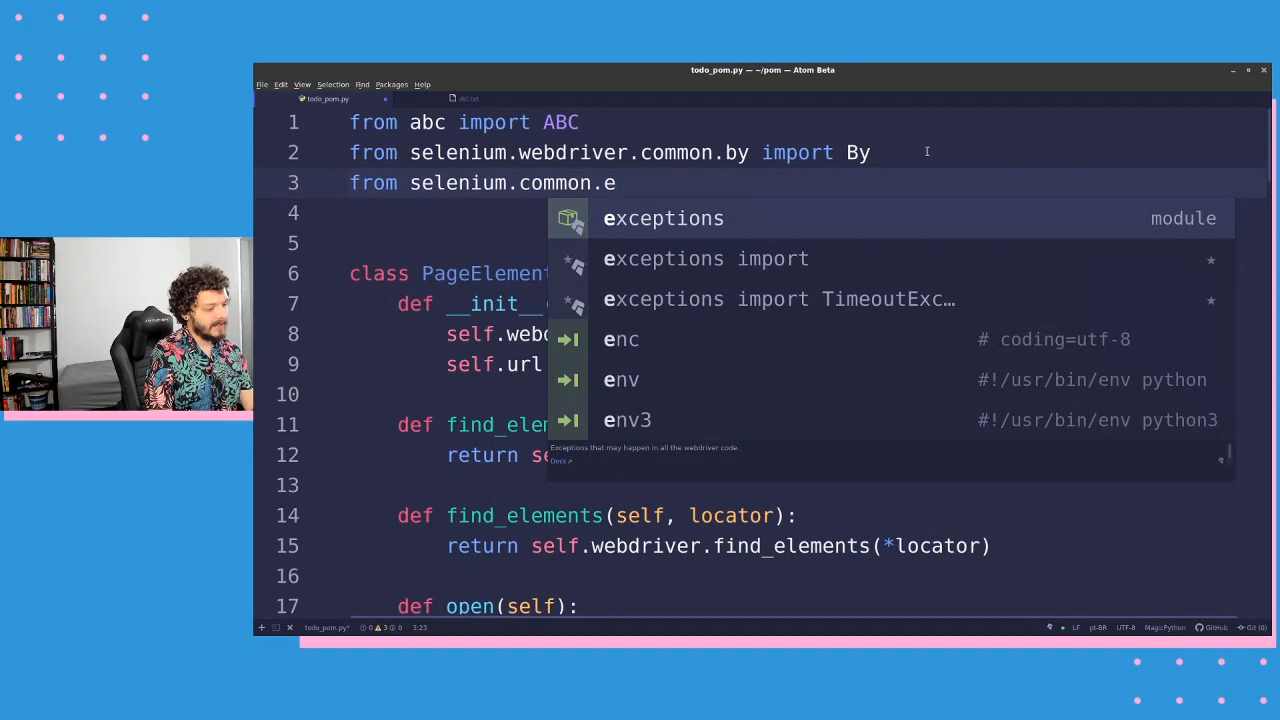 todo_pom.py — ~/pom — Atom Beta
File Edit View Selection Find Packages Help
todo_pom.py
dsl.txt
1 from abc import ABC
2 from selenium.webdriver.common.by import By
3 from selenium.common.e
4
exceptions module
5
exceptions import
6 class PageElement
7 def __init__(
exceptions import TimeoutExc…
8 self.webd
enc # coding=utf-8
9 self.url
env #!/usr/bin/env python
10
11 def find_elem
env3 #!/usr/bin/env python3
Exceptions that may happen in all the webdriver code.
12 return se
Docs
13
14 def find_elements(self, locator):
15 return self.webdriver.find_elements(*locator)
16
17 def open(self):
todo_pom.py* 0 3 0 3:23 LF pt-BR UTF-8 MagicPython GitHub Git (0)